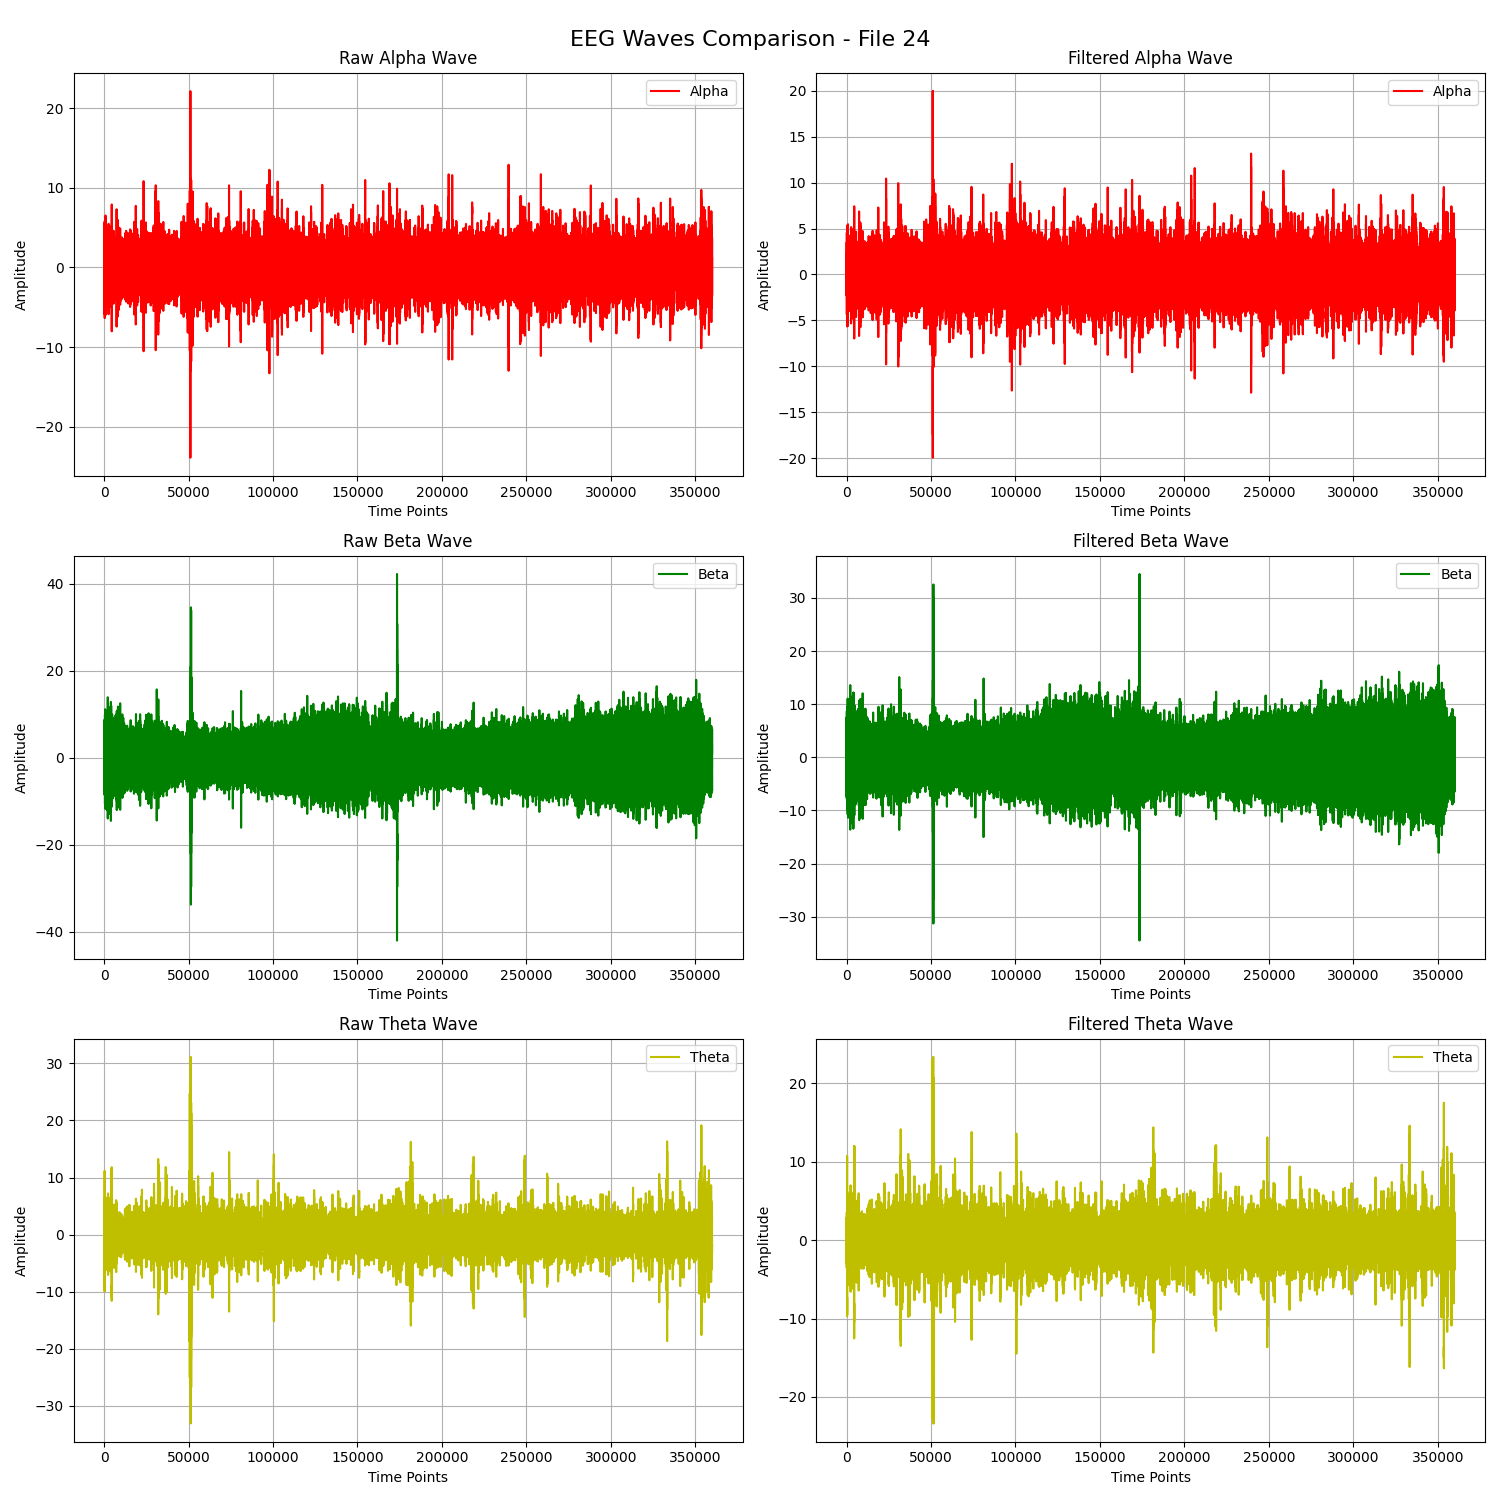 EEG Waves Comparison - File 24
Raw Alpha Wave
Alpha
Amplitude
20
10
0
−10
−20
0 50000 100000 150000 200000 250000 300000 350000
Time Points
Filtered Alpha Wave
Alpha
Amplitude
20
15
10
5
0
−5
−10
−15
−20
0 50000 100000 150000 200000 250000 300000 350000
Time Points
Raw Beta Wave
Beta
Amplitude
40
20
0
−20
−40
0 50000 100000 150000 200000 250000 300000 350000
Time Points
Filtered Beta Wave
Beta
Amplitude
30
20
10
0
−10
−20
−30
0 50000 100000 150000 200000 250000 300000 350000
Time Points
Raw Theta Wave
Theta
Amplitude
30
20
10
0
−10
−20
−30
0 50000 100000 150000 200000 250000 300000 350000
Time Points
Filtered Theta Wave
Theta
Amplitude
20
10
0
−10
−20
0 50000 100000 150000 200000 250000 300000 350000
Time Points